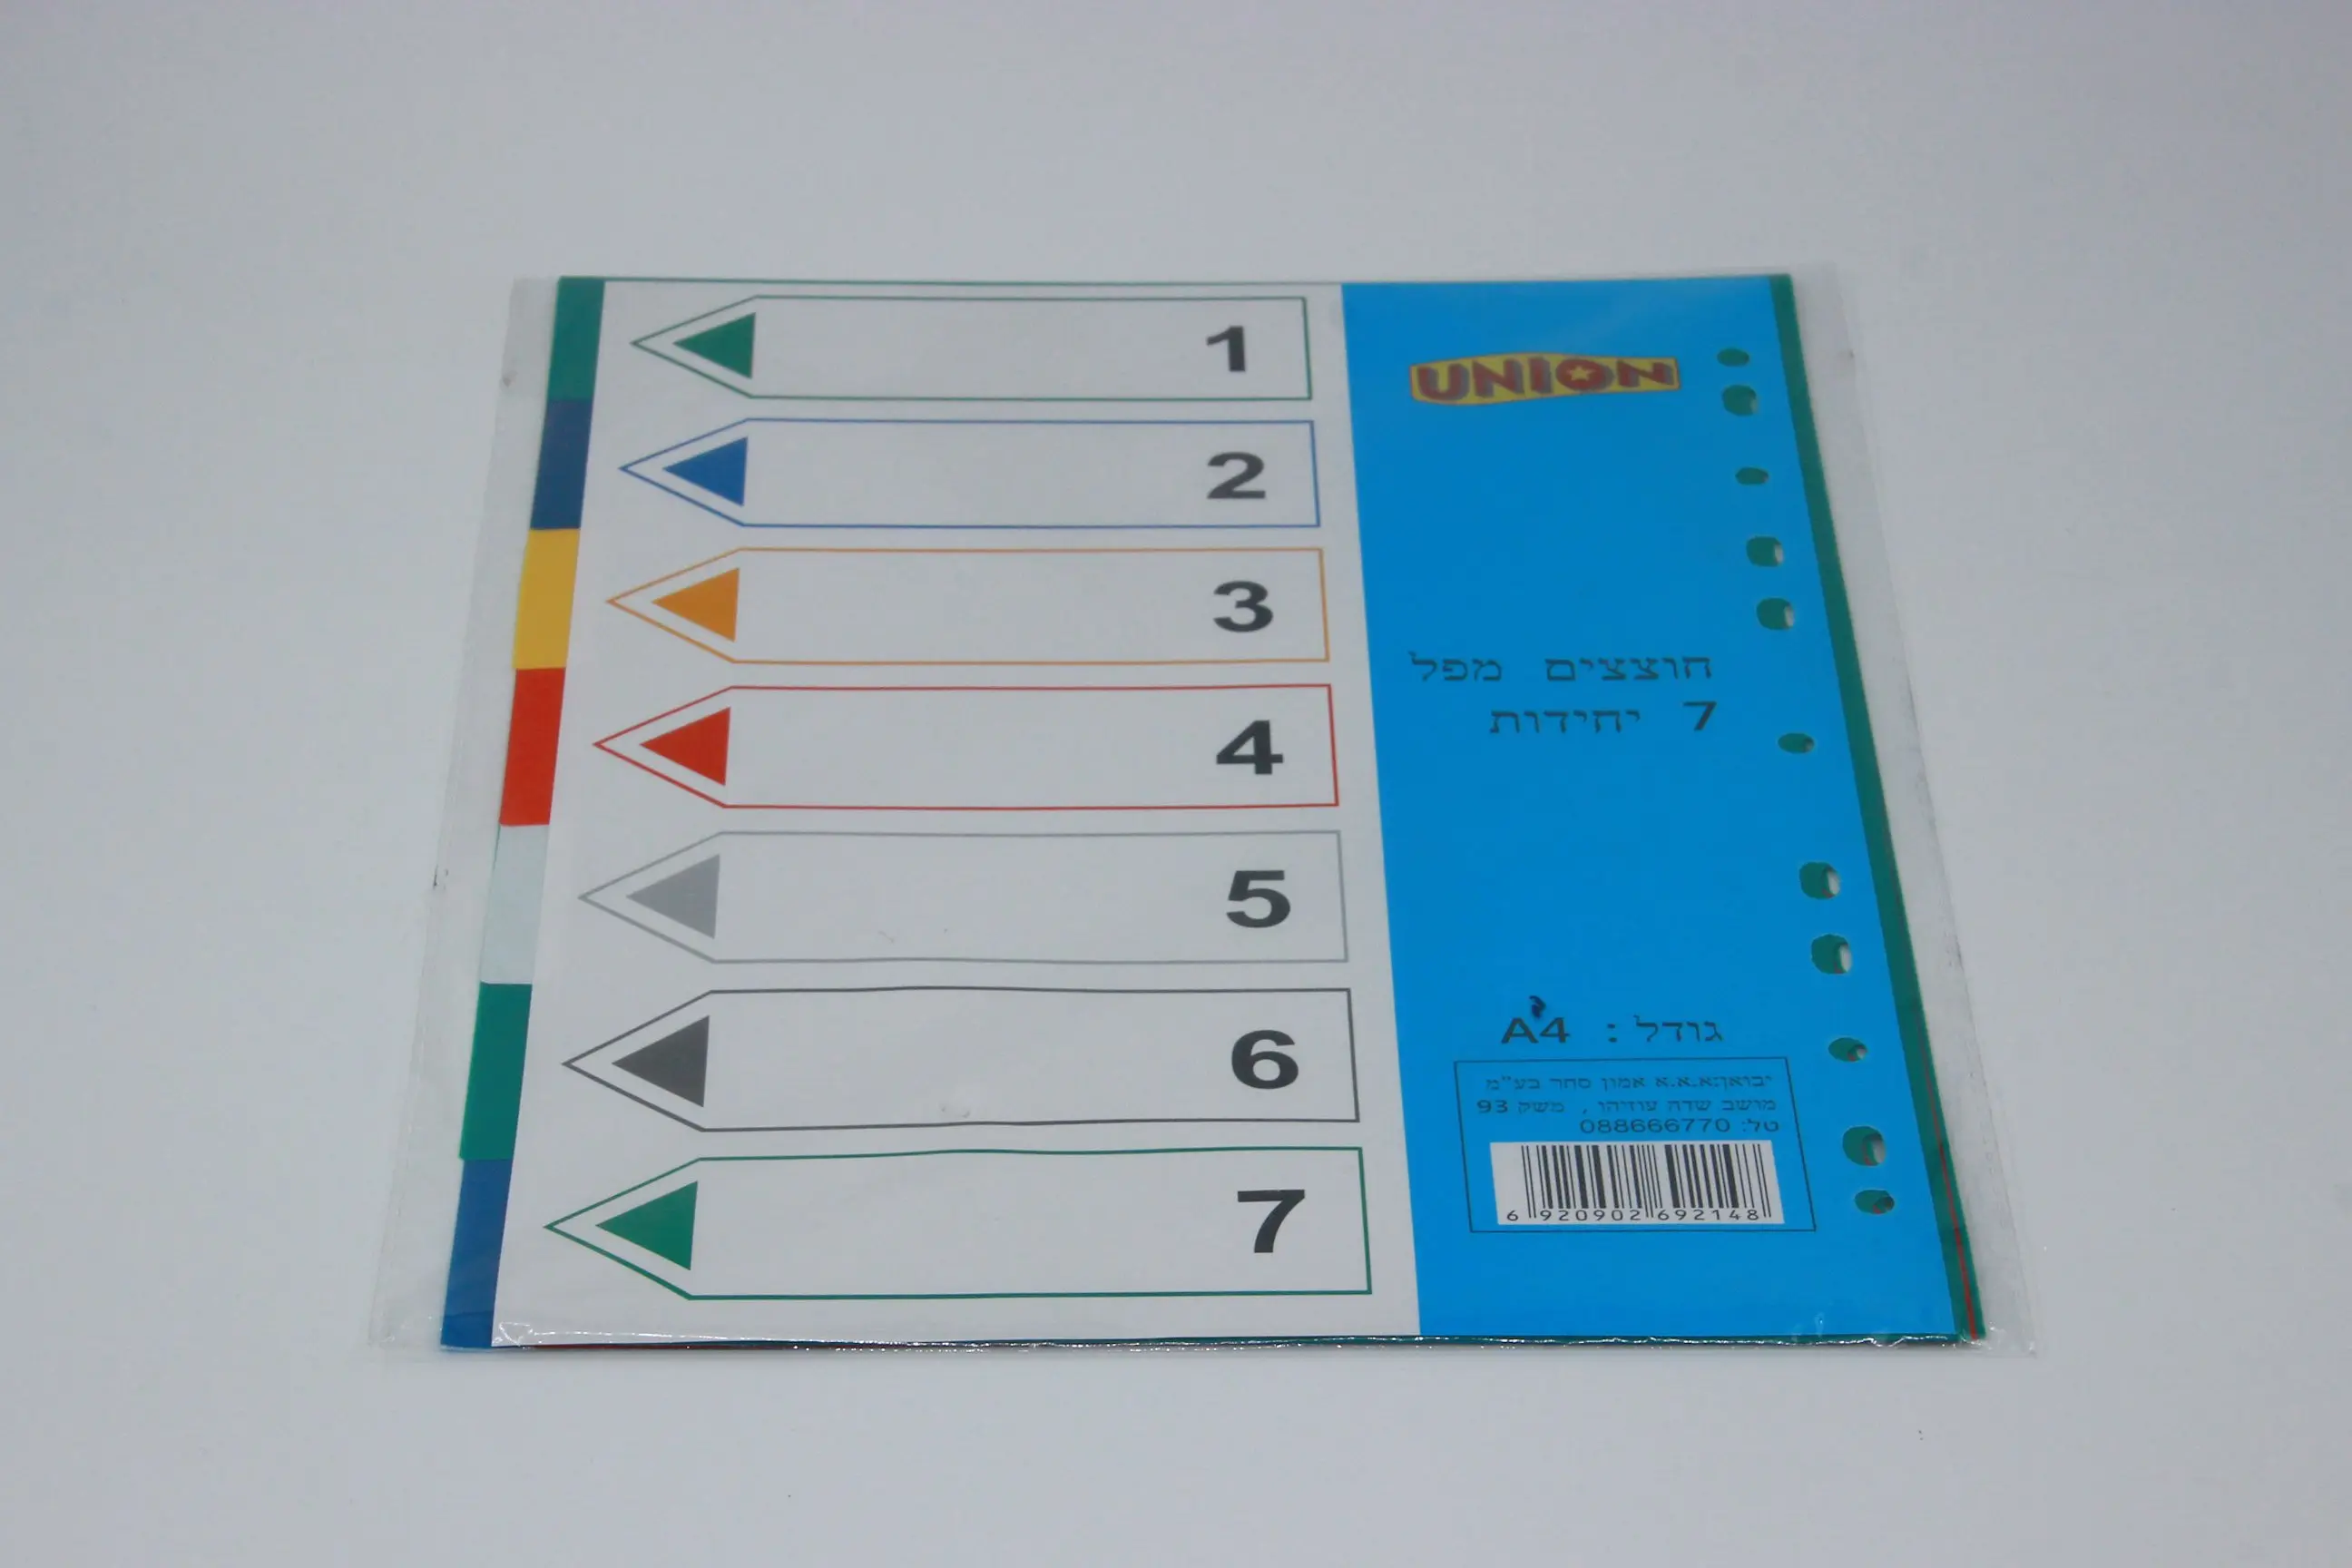 1
2
3
4
5
6
7
UNION
חוצצים מפל
7 יחידות
גודל : A4
יבואן:א.א.א אמון סחר בע"מ
מושב שדה עוזיהו , משק 93
טל: 088666770
6 920902 692148